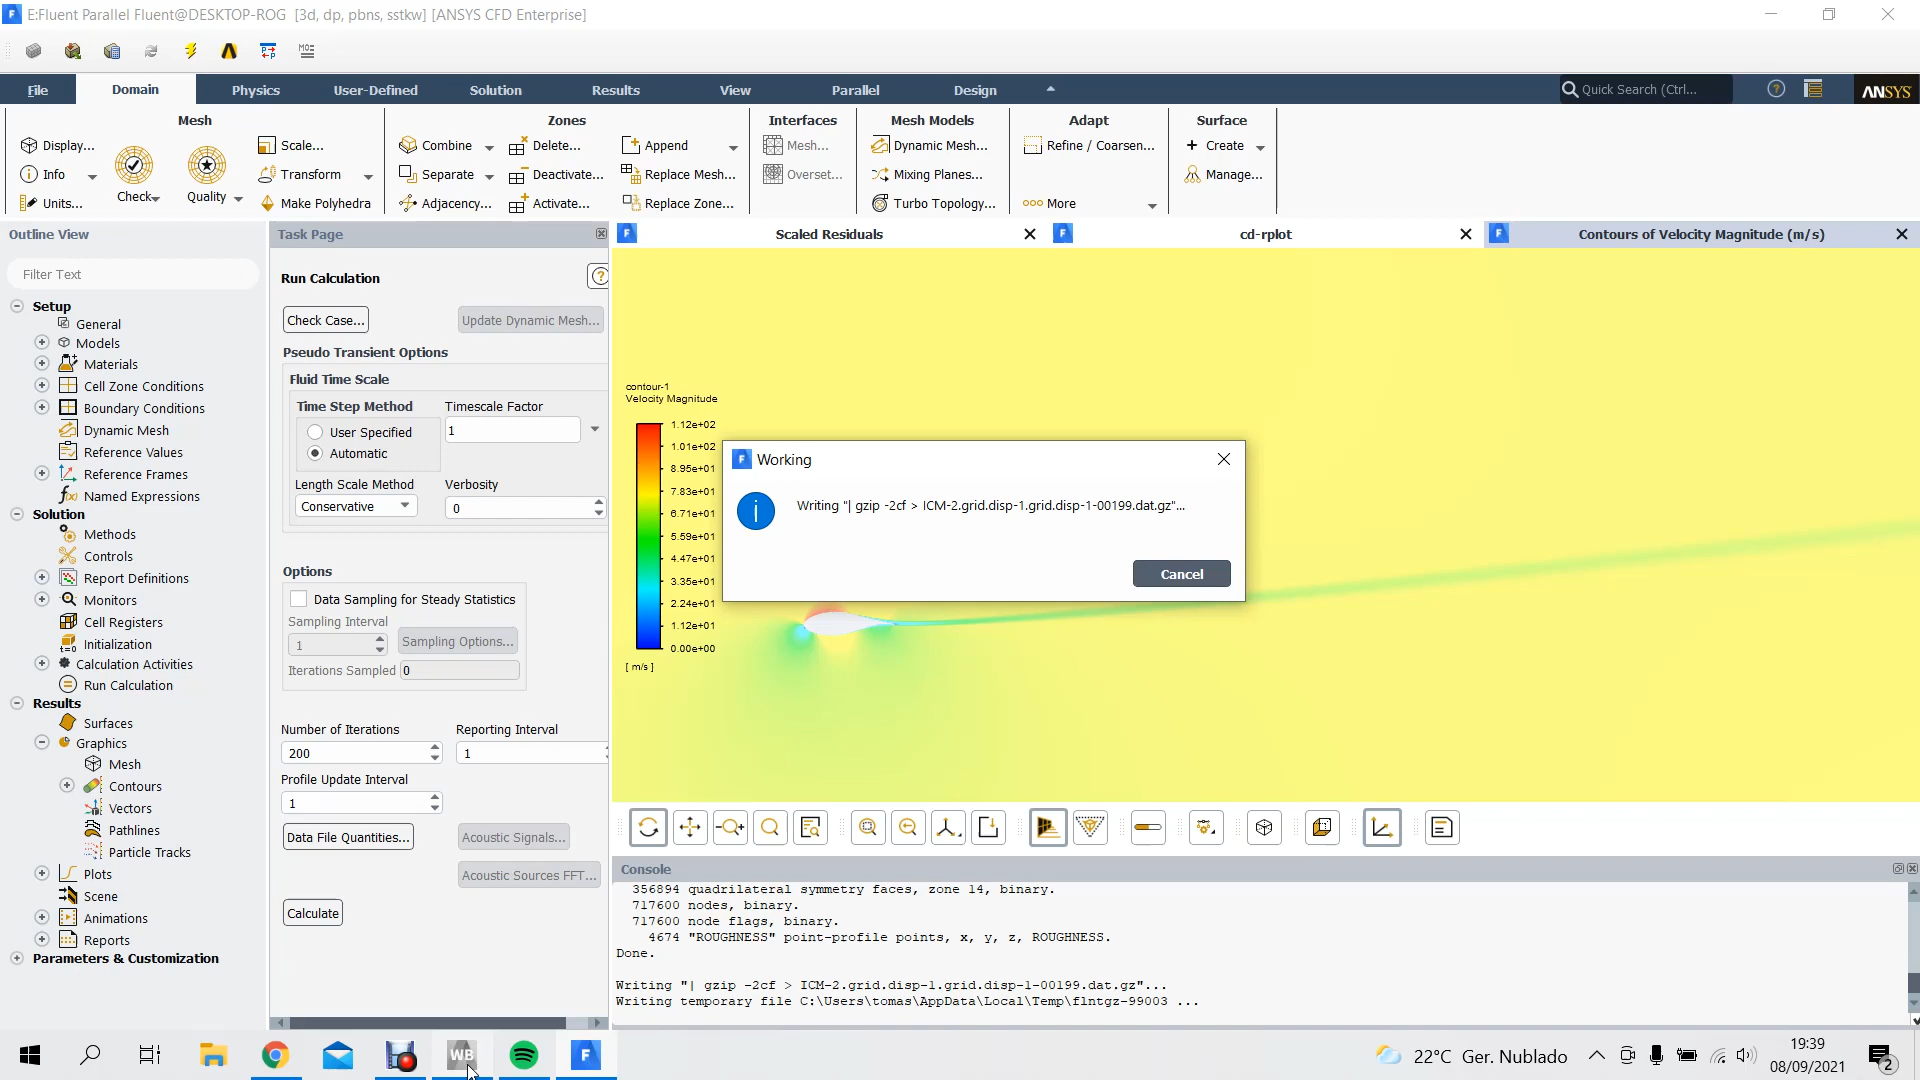 E:Fluent Parallel Fluent@DESKTOP-ROG [3d, dp, pbns, sstkw] [ANSYS CFD Enterprise]
File
Domain
Physics
User-Defined
Solution
Results
View
Parallel
Design
Quick Search (Ctrl...
ANSYS
Mesh
Display...
Info
Units...
Check
Quality
Scale...
Transform
Make Polyhedra
Zones
Combine
Separate
Adjacency...
Delete...
Deactivate...
Activate...
Append
Replace Mesh...
Replace Zone...
Interfaces
Mesh...
Overset...
Mesh Models
Dynamic Mesh...
Mixing Planes...
Turbo Topology...
Adapt
Refine / Coarsen...
More
Surface
Create
Manage...
Outline View
Filter Text
Setup
General
Models
Materials
Cell Zone Conditions
Boundary Conditions
Dynamic Mesh
Reference Values
Reference Frames
Named Expressions
Solution
Methods
Controls
Report Definitions
Monitors
Cell Registers
Initialization
Calculation Activities
Run Calculation
Results
Surfaces
Graphics
Mesh
Contours
Vectors
Pathlines
Particle Tracks
Plots
Scene
Animations
Reports
Parameters & Customization
Task Page
Run Calculation
Check Case...
Update Dynamic Mesh...
Pseudo Transient Options
Fluid Time Scale
Time Step Method
User Specified
Automatic
Timescale Factor
1
Length Scale Method
Conservative
Verbosity
0
Options
Data Sampling for Steady Statistics
Sampling Interval
1
Sampling Options...
Iterations Sampled 0
Number of Iterations
200
Reporting Interval
1
Profile Update Interval
1
Data File Quantities...
Acoustic Signals...
Acoustic Sources FFT...
Calculate
Scaled Residuals
cd-rplot
Contours of Velocity Magnitude (m/s)
contour-1
Velocity Magnitude
1.12e+02
1.01e+02
8.95e+01
7.83e+01
6.71e+01
5.59e+01
4.47e+01
3.35e+01
2.24e+01
1.12e+01
0.00e+00
[ m/s ]
Working
Writing "| gzip -2cf > ICM-2.grid.disp-1.grid.disp-1-00199.dat.gz"...
Cancel
Console
356894 quadrilateral symmetry faces, zone 14, binary.
717600 nodes, binary.
717600 node flags, binary.
4674 "ROUGHNESS" point-profile points, x, y, z, ROUGHNESS.
Done.
Writing "| gzip -2cf > ICM-2.grid.disp-1.grid.disp-1-00199.dat.gz"...
Writing temporary file C:\Users\tomas\AppData\Local\Temp\flntgz-99003 ...
WB
F
22°C Ger. Nublado
19:39
08/09/2021
2